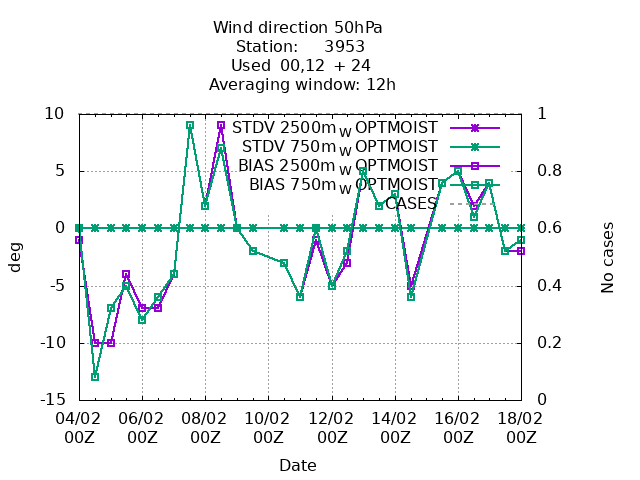 Wind direction 50hPa
Station: 3953
Used 00,12 + 24
Averaging window: 12h
10 1
STDV 2500m W OPTMOIST
STDV 750m W OPTMOIST
BIAS 2500m W OPTMOIST
5 0.8
BIAS 750m W OPTMOIST
CASES
0 0.6
deg No cases
-5 0.4
-10 0.2
-15 0
04/02 06/02 08/02 10/02 12/02 14/02 16/02 18/02
00Z 00Z 00Z 00Z 00Z 00Z 00Z 00Z
Date